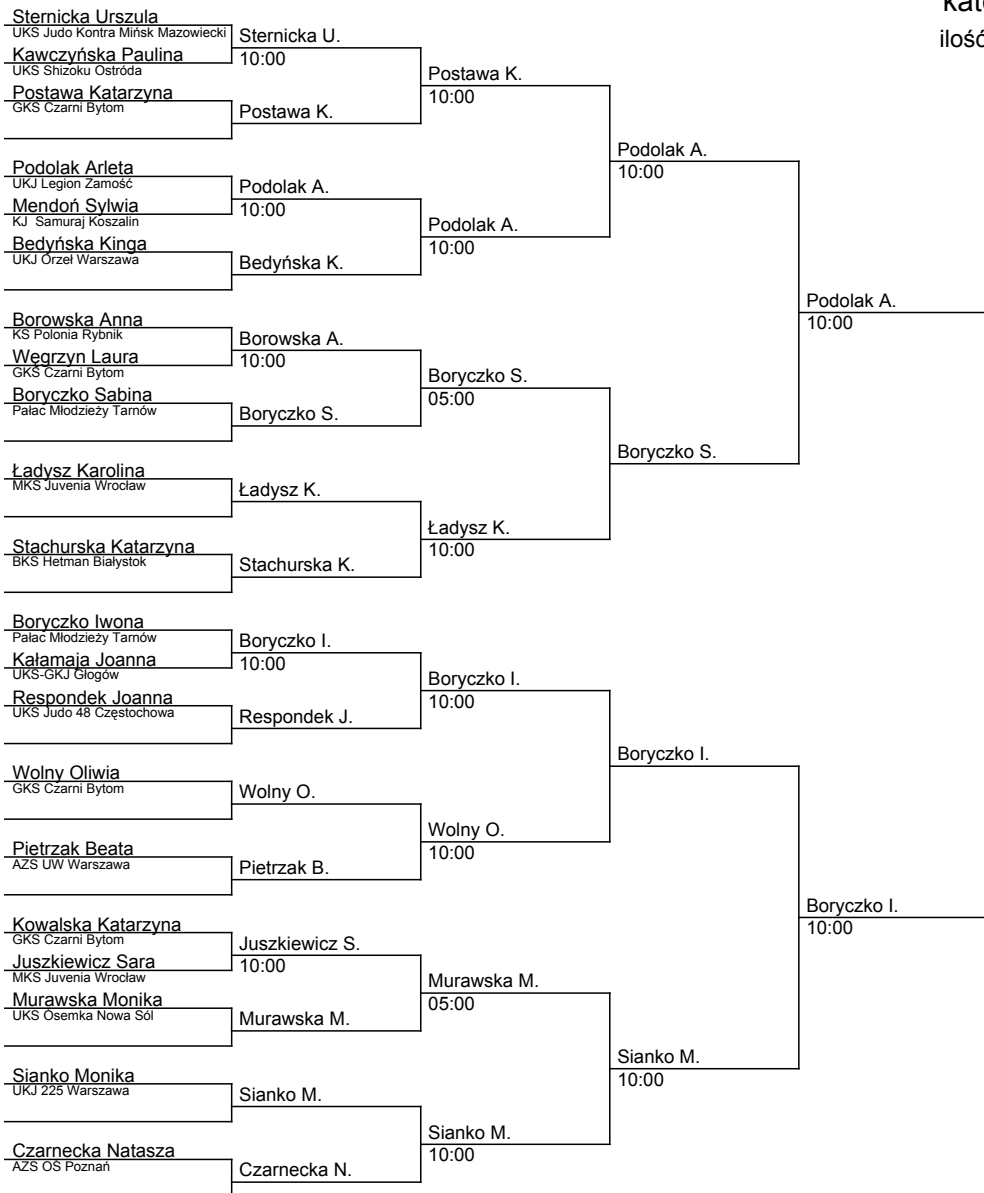 kat
ilość
Sternicka Urszula
UKS Judo Kontra Mińsk Mazowiecki
Kawczyńska Paulina
UKS Shizoku Ostróda
Postawa Katarzyna
GKS Czarni Bytom
Podolak Arleta
UKJ Legion Zamość
Mendoń Sylwia
KJ Samuraj Koszalin
Bedyńska Kinga
UKJ Orzeł Warszawa
Borowska Anna
KS Polonia Rybnik
Węgrzyn Laura
GKS Czarni Bytom
Boryczko Sabina
Pałac Młodzieży Tarnów
Ładysz Karolina
MKS Juvenia Wrocław
Stachurska Katarzyna
BKS Hetman Białystok
Boryczko Iwona
Pałac Młodzieży Tarnów
Kałamaja Joanna
UKS-GKJ Głogów
Respondek Joanna
UKS Judo 48 Częstochowa
Wolny Oliwia
GKS Czarni Bytom
Pietrzak Beata
AZS UW Warszawa
Kowalska Katarzyna
GKS Czarni Bytom
Juszkiewicz Sara
MKS Juvenia Wrocław
Murawska Monika
UKS Ósemka Nowa Sól
Sianko Monika
UKJ 225 Warszawa
Czarnecka Natasza
AZS OŚ Poznań
Sternicka U.
10:00
Postawa K.
Podolak A.
10:00
Bedyńska K.
Borowska A.
10:00
Boryczko S.
Ładysz K.
Stachurska K.
Boryczko I.
10:00
Respondek J.
Wolny O.
Pietrzak B.
Juszkiewicz S.
10:00
Murawska M.
Sianko M.
Czarnecka N.
Postawa K.
10:00
Podolak A.
10:00
Boryczko S.
05:00
Ładysz K.
10:00
Boryczko I.
10:00
Wolny O.
10:00
Murawska M.
05:00
Sianko M.
10:00
Podolak A.
10:00
Boryczko S.
Boryczko I.
Sianko M.
10:00
Podolak A.
10:00
Boryczko I.
10:00